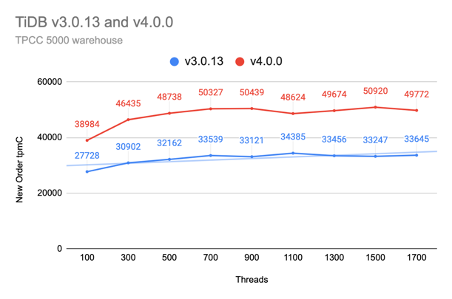 TiDB v3.0.13 and v4.0.0
TPCC 5000 warehouse
v3.0.13 v4.0.0
60000
38984 46435 48738 50327 50439 48624 49674 50920 49772
40000
27728 30902 32162 33539 33121 34385 33456 33247 33645
20000
0
100 300 500 700 900 1100 1300 1500 1700
New Order tpmC
Threads